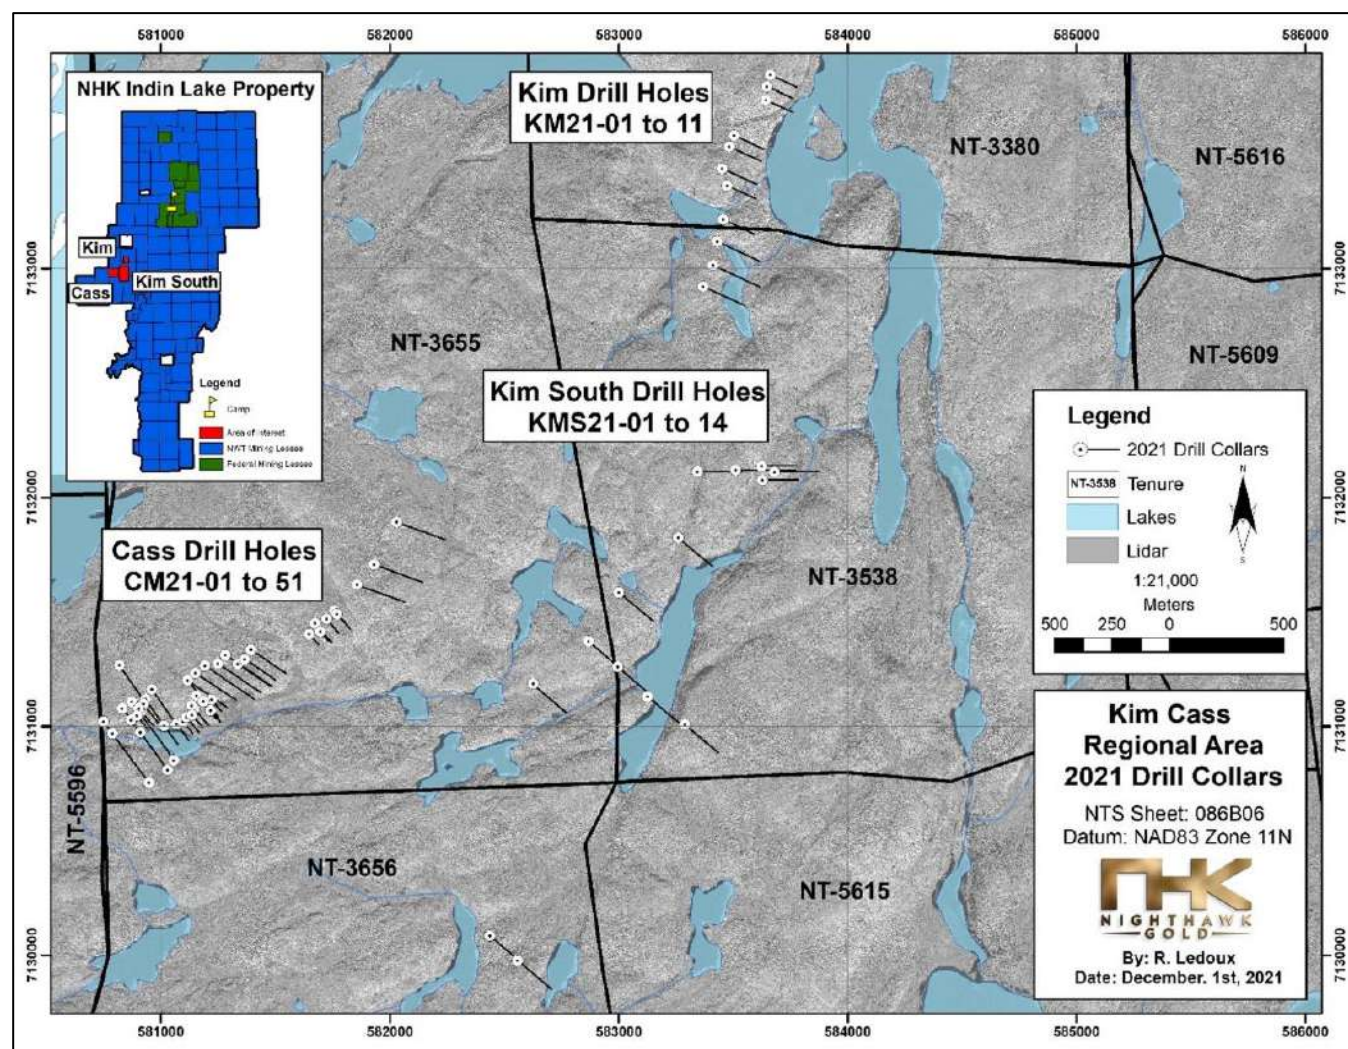 581000
582000
583000
584000
585000
586000
NHK Indin Lake Property
Kim
Kim South
Cass
Legend
Camp
Area of Interest
NWT Mining Leases
Federal Mining Leases
Kim Drill Holes
KM21-01 to 11
NT-3380
NT-5616
7133000
7133000
NT-3655
NT-5609
Kim South Drill Holes
KMS21-01 to 14
Legend
2021 Drill Collars
NT-3538
Tenure
Lakes
Lidar
N
S
1:21,000
Meters
500
250
0
500
7132000
7132000
Cass Drill Holes
CM21-01 to 51
NT-3538
7131000
7131000
NT-5596
NT-3656
NT-5615
Kim Cass
Regional Area
2021 Drill Collars
NTS Sheet: 086B06
Datum: NAD83 Zone 11N
NHK
NIGHTHAWK
GOLD
By: R. Ledoux
Date: December. 1st, 2021
7130000
7130000
581000
582000
583000
584000
585000
586000